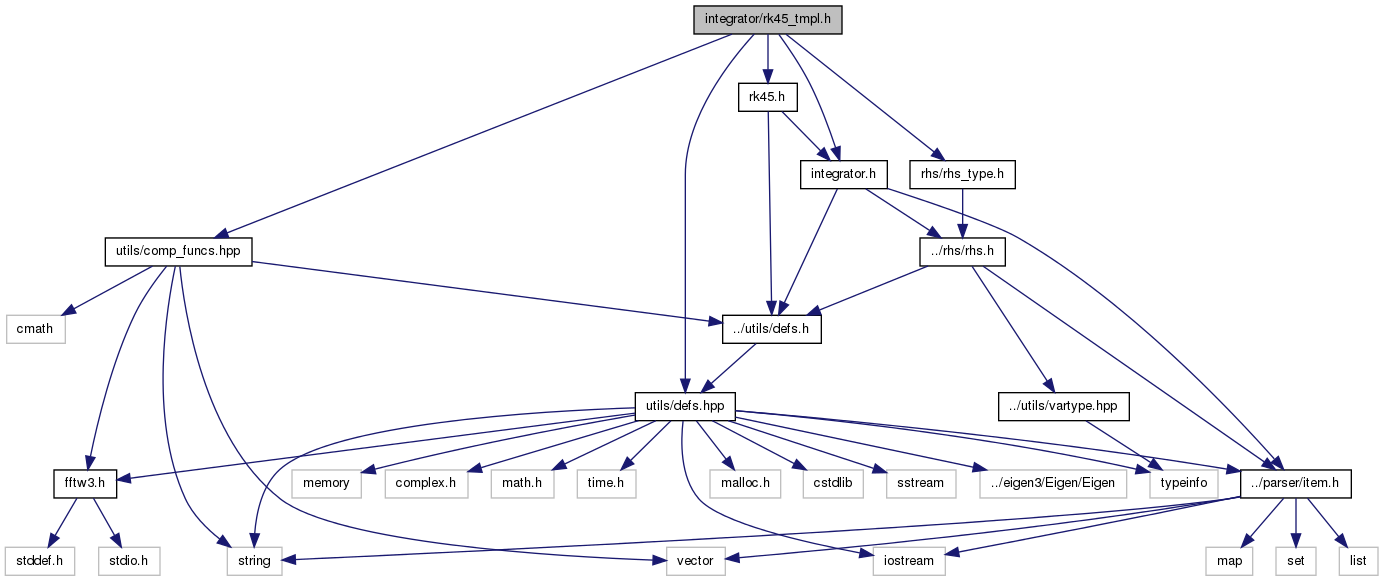 integrator/rk45_tmpl.h
rk45.h
integrator.h
rhs/rhs_type.h
utils/comp_funcs.hpp
../rhs/rhs.h
cmath
../utils/defs.h
utils/defs.hpp
../utils/vartype.hpp
fftw3.h
memory
complex.h
math.h
time.h
malloc.h
cstdlib
sstream
../eigen3/Eigen/Eigen
typeinfo
../parser/item.h
stddef.h
stdio.h
string
vector
iostream
map
set
list